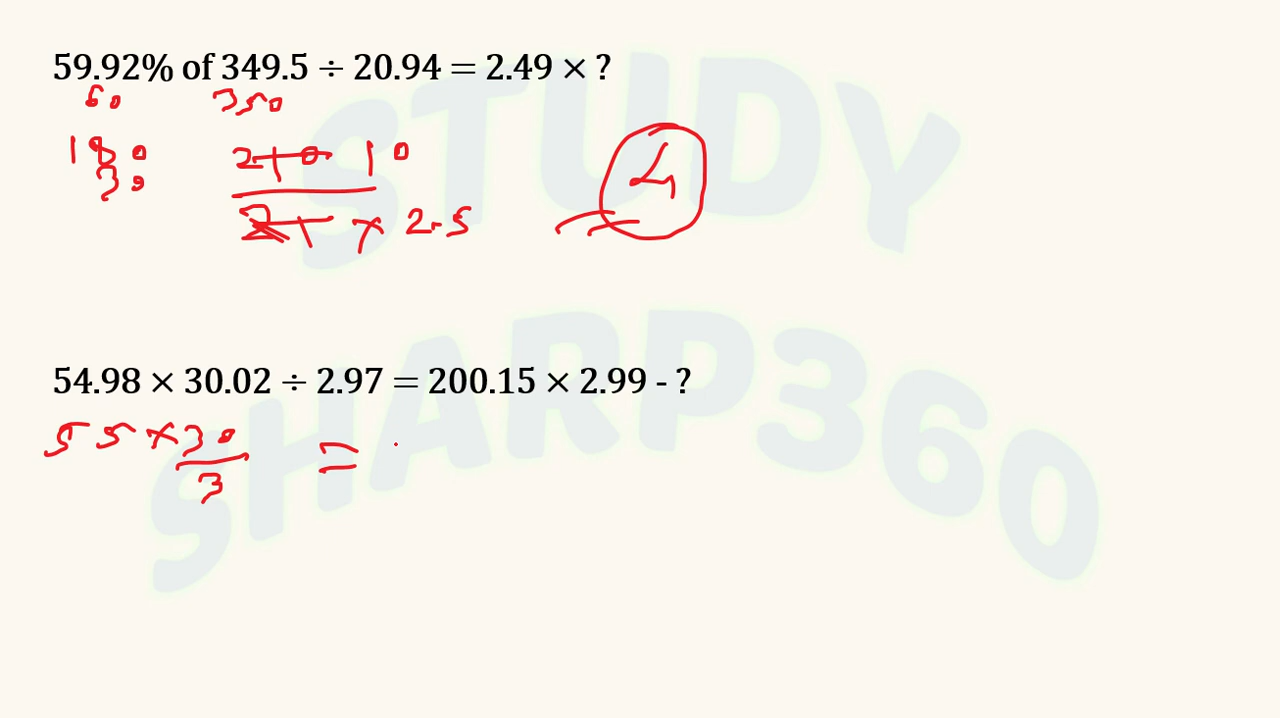 59.92% of 349.5 ÷ 20.94 = 2.49 × ?
60 350
180 210 10
30
21 × 2.5
4
54.98 × 30.02 ÷ 2.97 = 200.15 × 2.99 - ?
55 × 30 =
3
STUDY
SHARP360